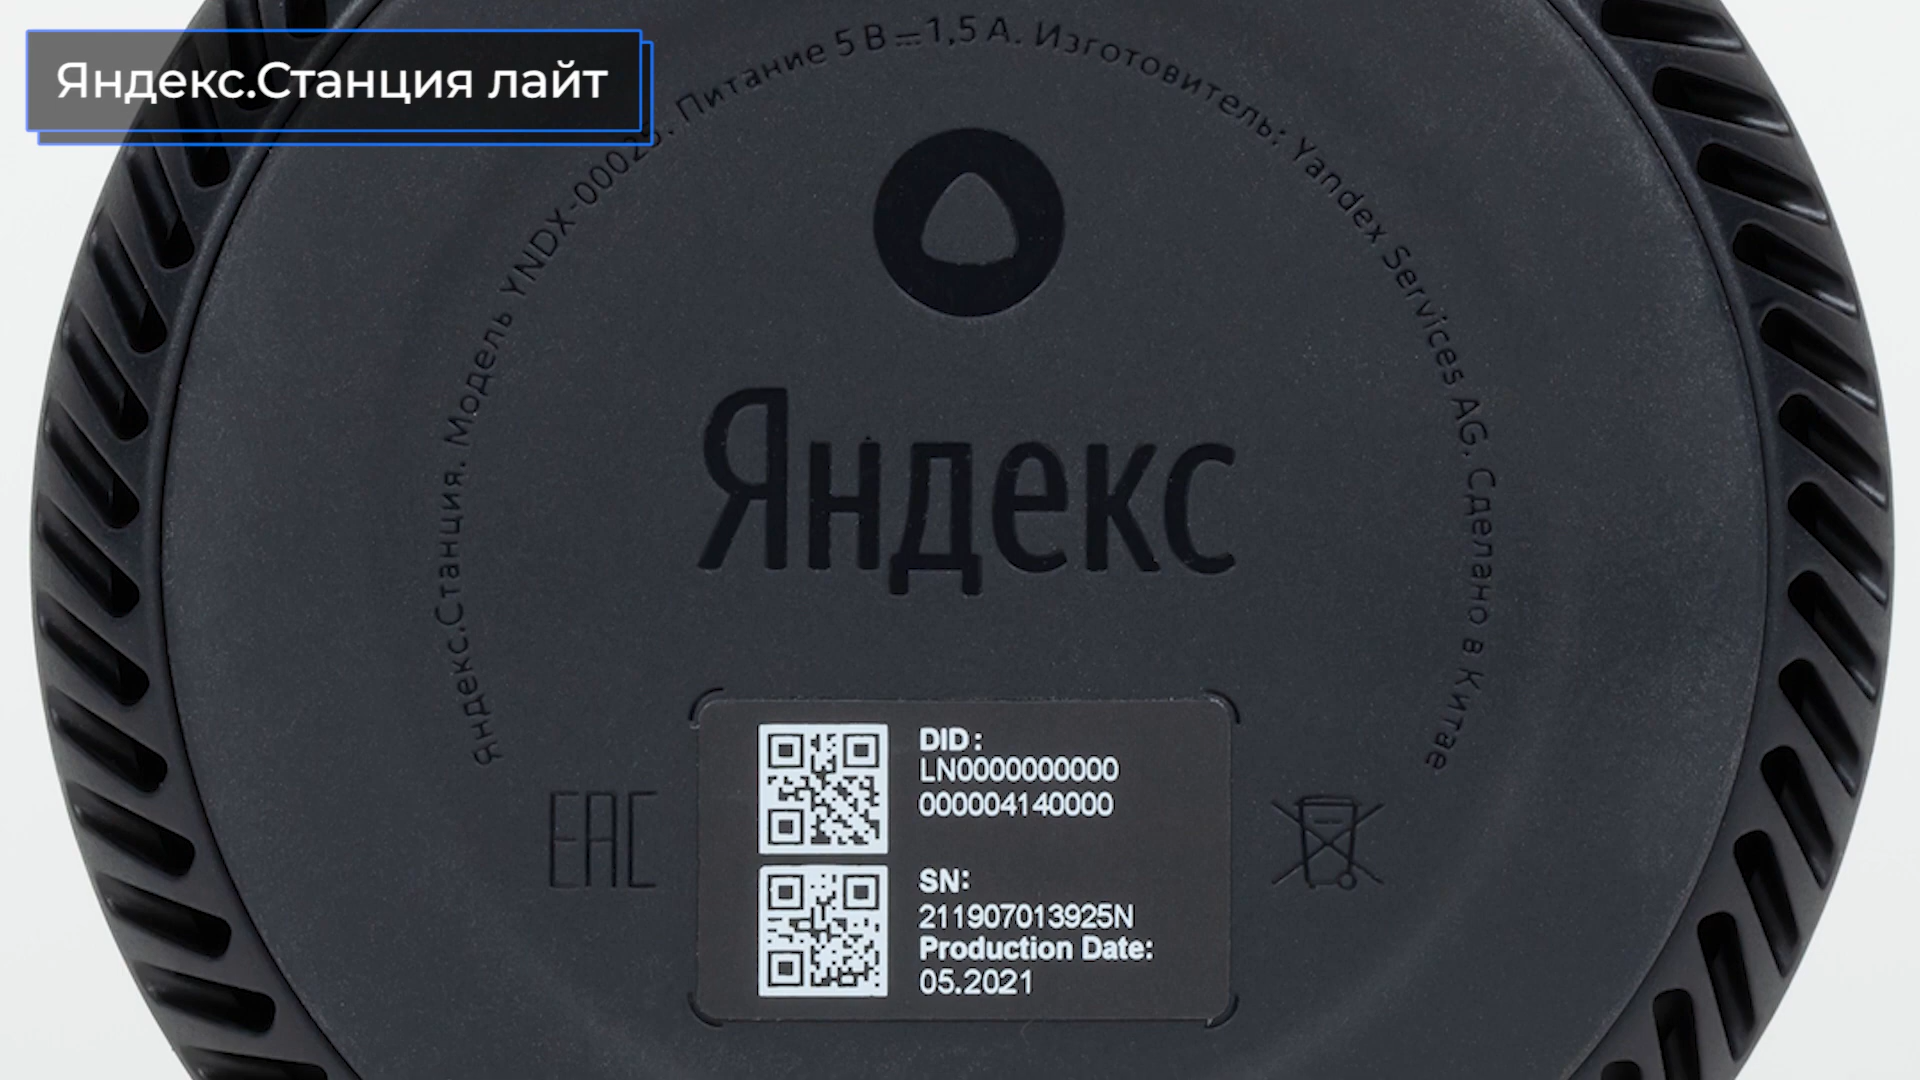 Яндекс.Станция лайт
Яндекс.Станция. Модель YNDX-00025. Питание 5 В = 1,5 А. Изготовитель: Yandex Services AG. Сделано в Китае
Яндекс
EAC
DID:
LN0000000000
000004140000
SN:
211907013925N
Production Date:
05.2021